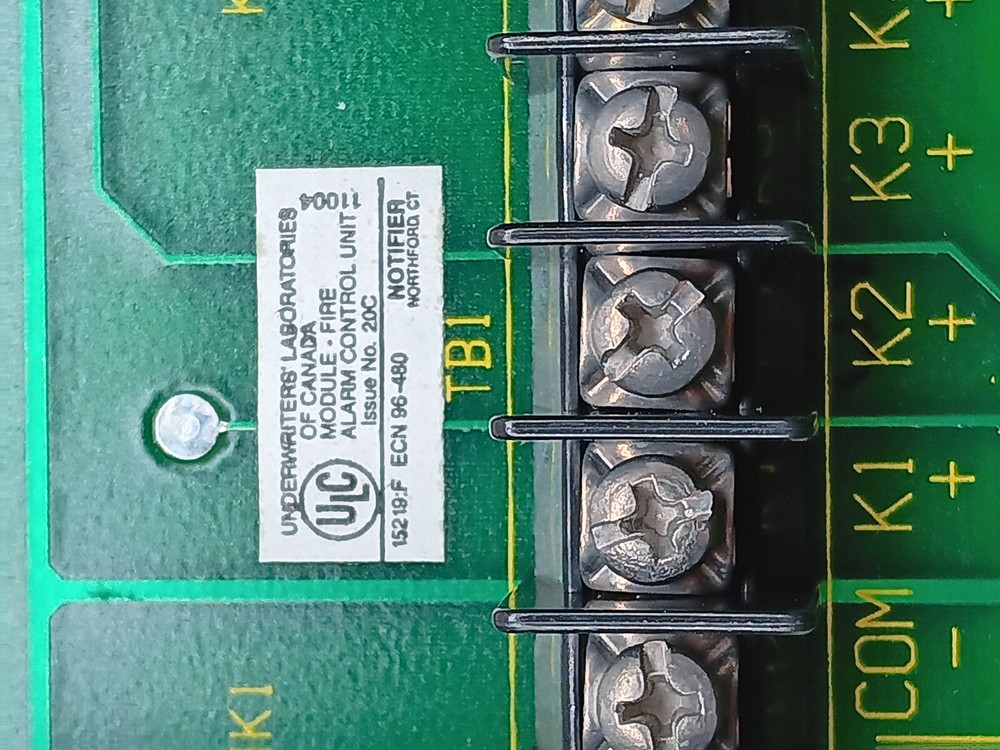 UNDERWRITERS' LABORATORIES
OF CANADA
MODULE - FIRE
ALARM CONTROL UNIT
Issue No. 20C
ULC
NOTIFIER
NORTHFORD, CT
15219:F ECN 96-480
TB1
K1
COM K1 K2 K3
- + + +